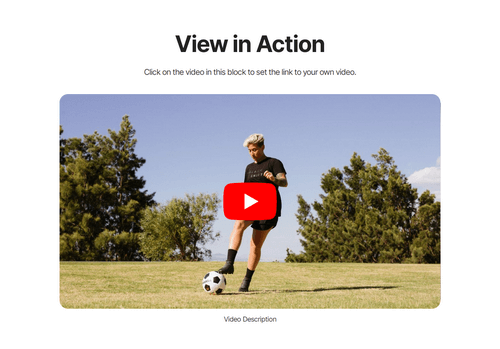 View in Action
Click on the video in this block to set the link to your own video.
Video Description